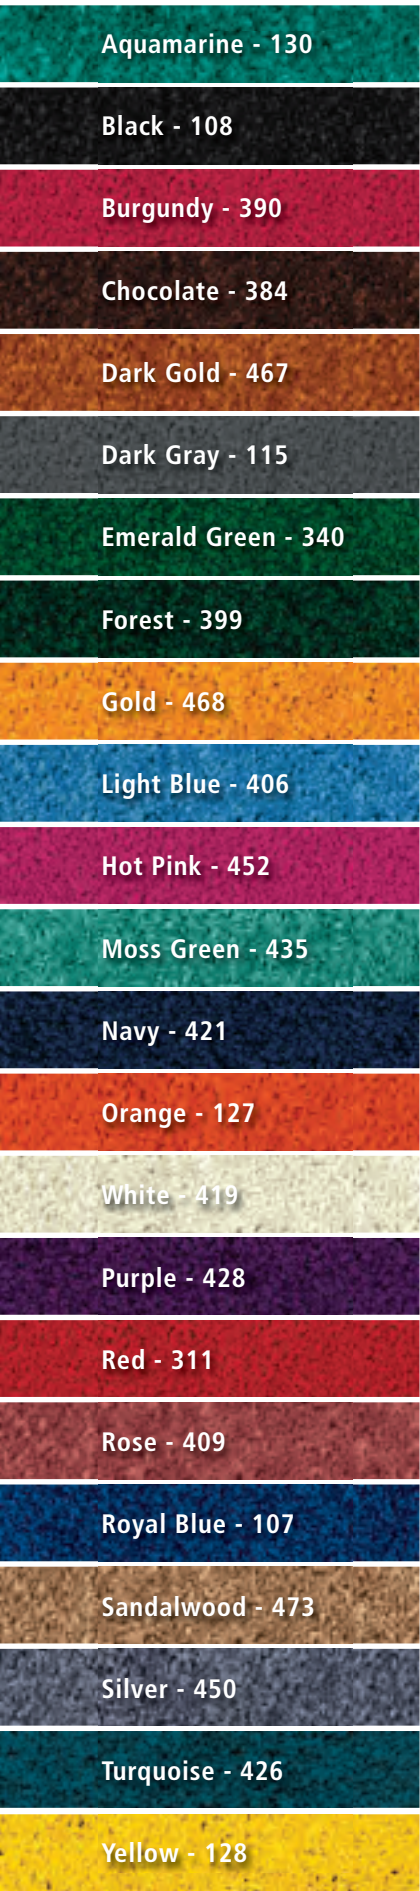 Aquamarine - 130
Black - 108
Burgundy - 390
Chocolate - 384
Dark Gold - 467
Dark Gray - 115
Emerald Green - 340
Forest - 399
Gold - 468
Light Blue - 406
Hot Pink - 452
Moss Green - 435
Navy - 421
Orange - 127
White - 419
Purple - 428
Red - 311
Rose - 409
Royal Blue - 107
Sandalwood - 473
Silver - 450
Turquoise - 426
Yellow - 128